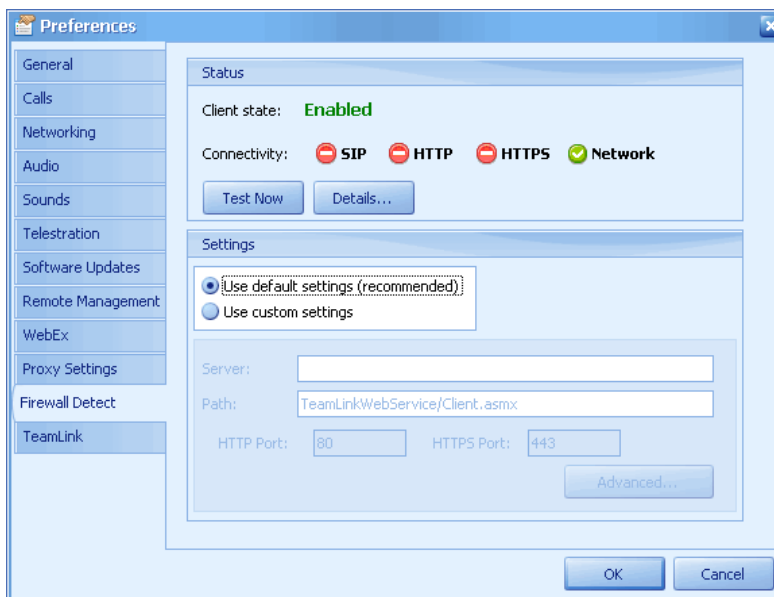 Preferences
General
Calls
Networking
Audio
Sounds
Telestration
Software Updates
Remote Management
WebEx
Proxy Settings
Firewall Detect
TeamLink
Status
Client state: Enabled
Connectivity: SIP HTTP HTTPS Network
Test Now Details...
Settings
Use default settings (recommended)
Use custom settings
Server:
Path: TeamLinkWebService/Client.asmx
HTTP Port: 80 HTTPS Port: 443
Advanced...
OK Cancel